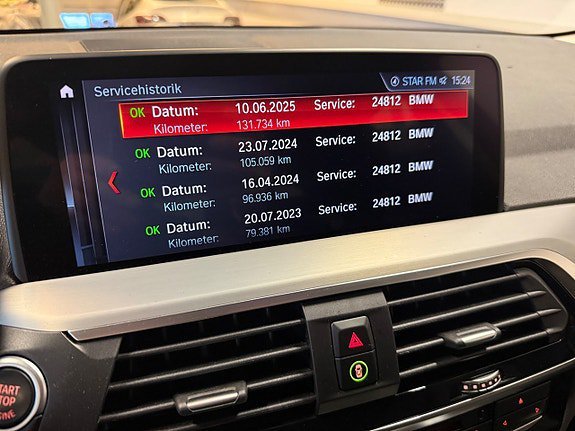 Servicehistorik
STAR FM 15:24
OK Datum: 10.06.2025 Service: 24812 BMW
Kilometer: 131.734 km
OK Datum: 23.07.2024 Service: 24812 BMW
Kilometer: 105.059 km
OK Datum: 16.04.2024 Service: 24812 BMW
Kilometer: 96.936 km
OK Datum: 20.07.2023 Service: 24812 BMW
Kilometer: 79.381 km
START
STOP
ENGINE